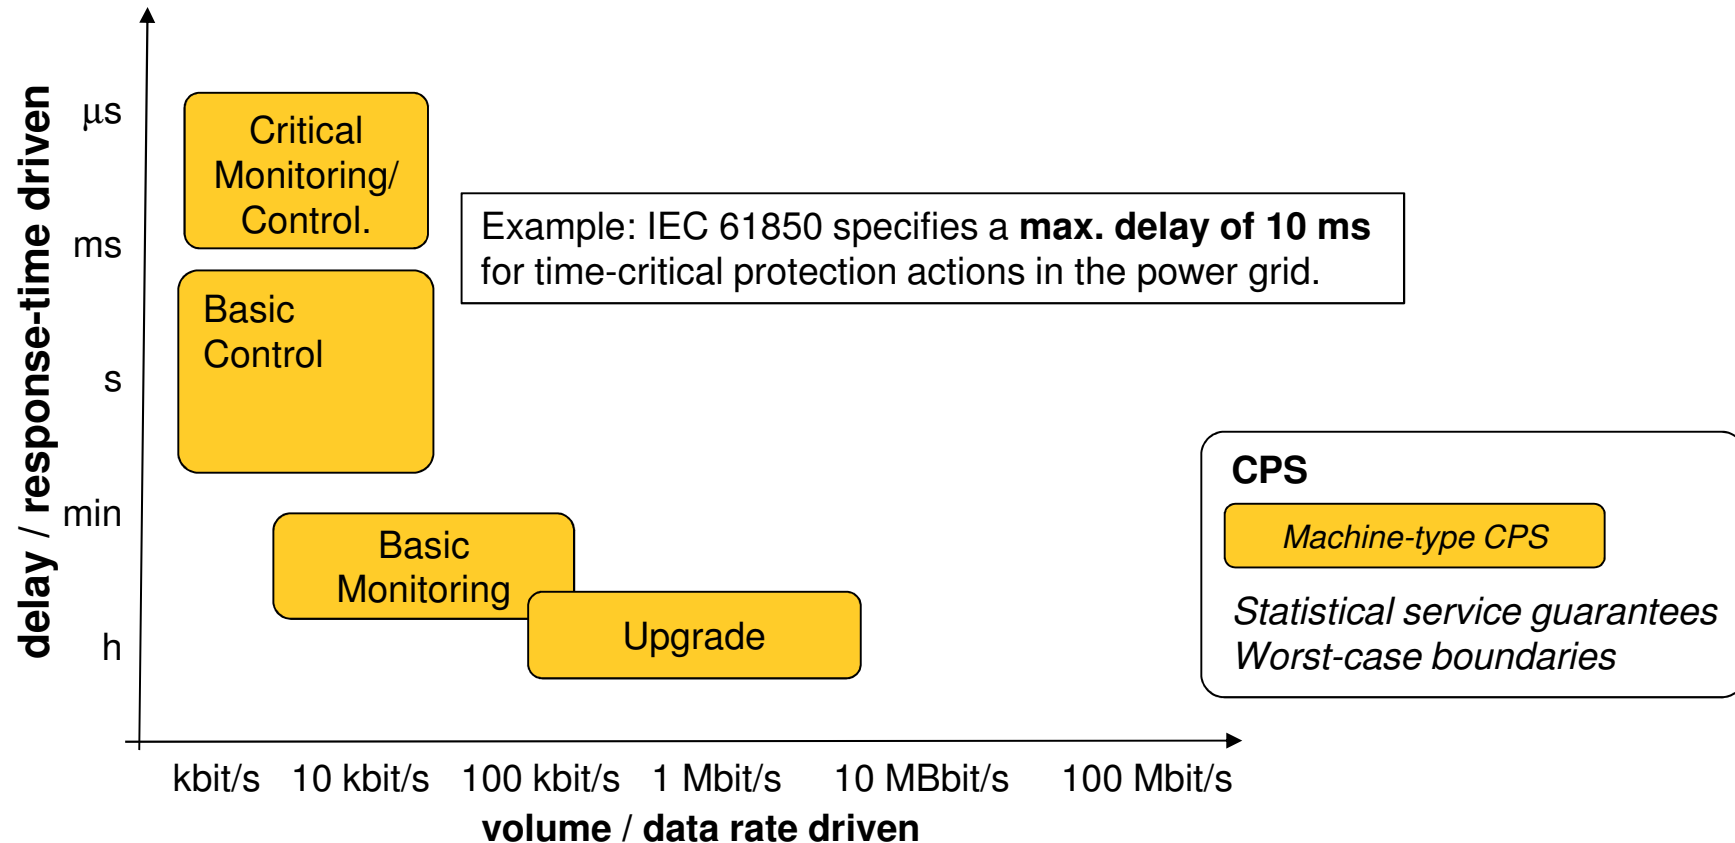 delay / response-time driven
μs
ms
s
min
h
Critical
Monitoring/
Control.
Example: IEC 61850 specifies a max. delay of 10 ms
for time-critical protection actions in the power grid.
Basic
Control
Basic
Monitoring
Upgrade
CPS
Machine-type CPS
Statistical service guarantees
Worst-case boundaries
kbit/s 10 kbit/s 100 kbit/s 1 Mbit/s 10 MBbit/s 100 Mbit/s
volume / data rate driven